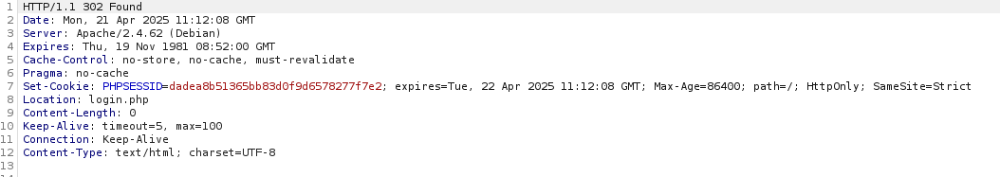 1 HTTP/1.1 302 Found
2 Date: Mon, 21 Apr 2025 11:12:08 GMT
3 Server: Apache/2.4.62 (Debian)
4 Expires: Thu, 19 Nov 1981 08:52:00 GMT
5 Cache-Control: no-store, no-cache, must-revalidate
6 Pragma: no-cache
7 Set-Cookie: PHPSESSID=dadea8b51365bb83d0f9d6578277f7e2; expires=Tue, 22 Apr 2025 11:12:08 GMT; Max-Age=86400; path=/; HttpOnly; SameSite=Strict
8 Location: login.php
9 Content-Length: 0
10 Keep-Alive: timeout=5, max=100
11 Connection: Keep-Alive
12 Content-Type: text/html; charset=UTF-8
13